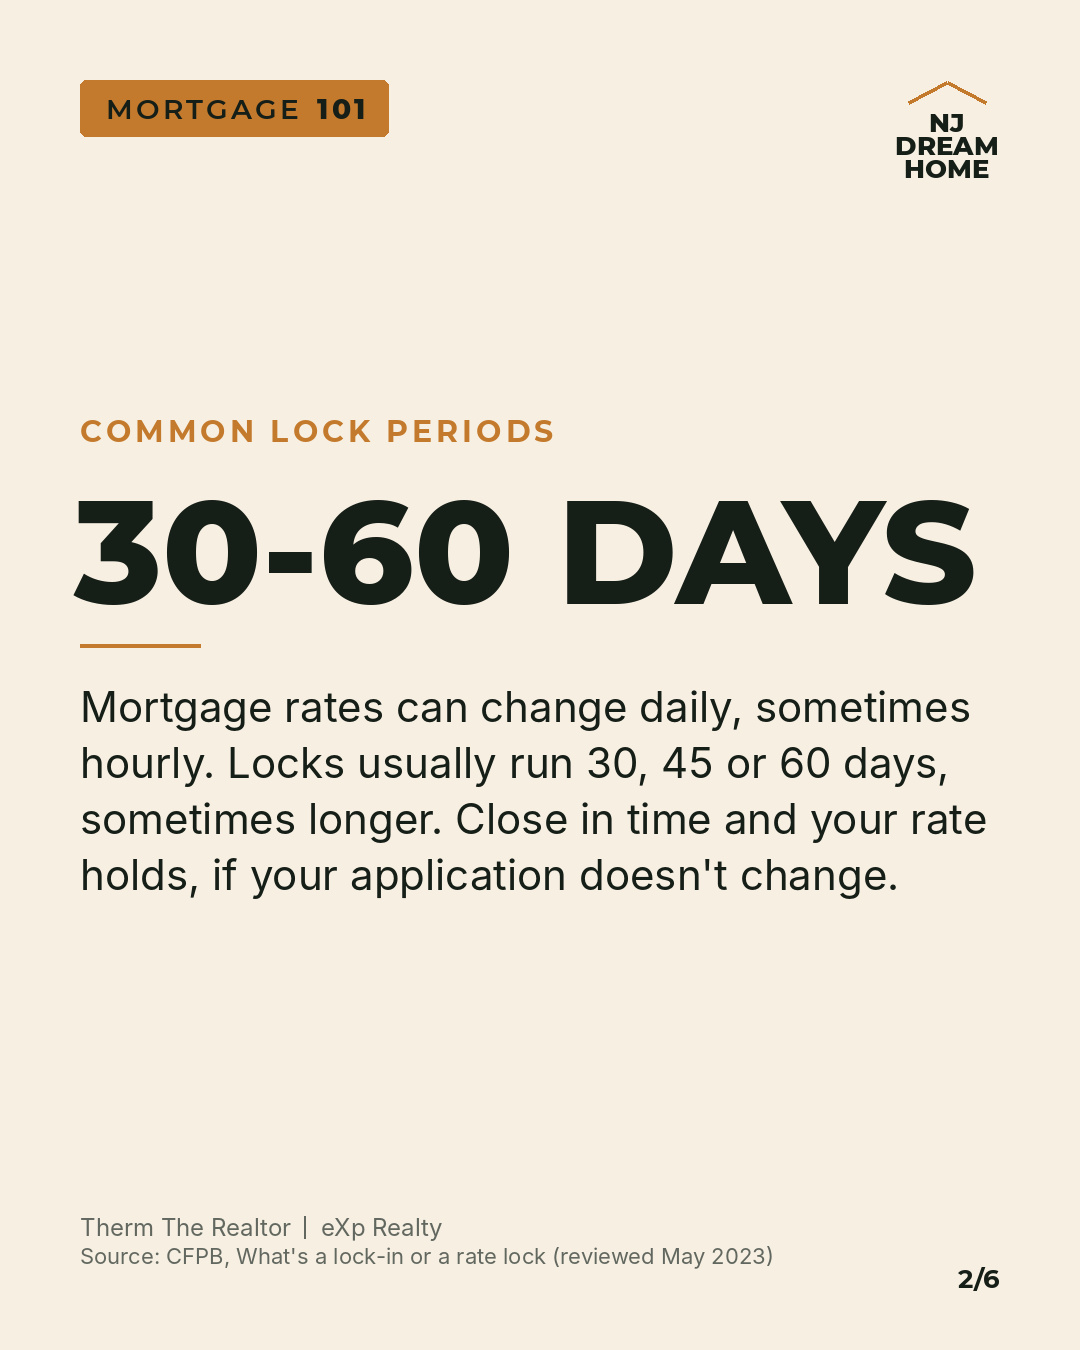 MORTGAGE 101
NJ
DREAM
HOME
COMMON LOCK PERIODS
30-60 DAYS
Mortgage rates can change daily, sometimes
hourly. Locks usually run 30, 45 or 60 days,
sometimes longer. Close in time and your rate
holds, if your application doesn't change.
Therm The Realtor | eXp Realty
Source: CFPB, What's a lock-in or a rate lock (reviewed May 2023)
2/6